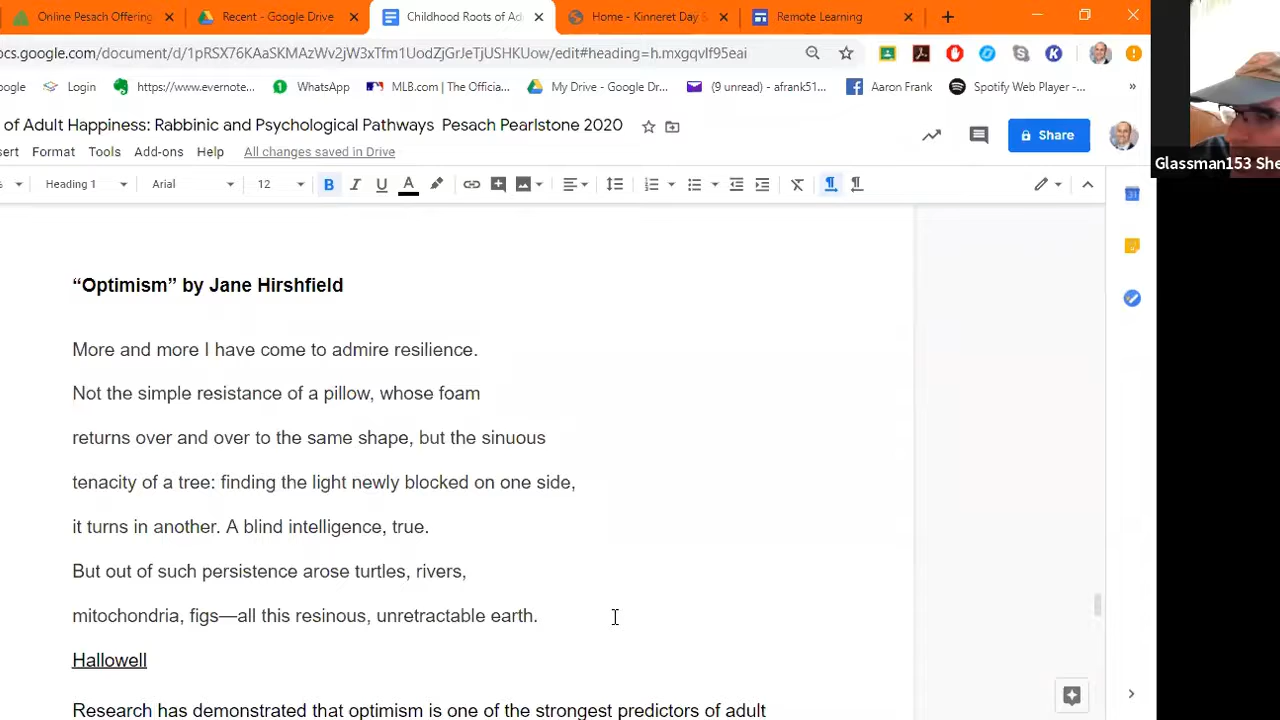 Online Pesach Offering
Recent - Google Drive
Childhood Roots of Ad
Home - Kinneret Day S
Remote Learning
ocs.google.com/document/d/1pRSX76KAaSKMAzWv2jW3xTfm1UodZjGrJeTjUSHKUow/edit#heading=h.mxgqvlf95eai
ogle
Login
https://www.evernote...
WhatsApp
MLB.com | The Officia...
My Drive - Google Dr...
(9 unread) - afrank51...
Aaron Frank
Spotify Web Player -...
of Adult Happiness: Rabbinic and Psychological Pathways Pesach Pearlstone 2020
Share
Glassman153 She
sert Format Tools Add-ons Help All changes saved in Drive
% Heading 1 Arial 12 B I U A
“Optimism” by Jane Hirshfield
More and more I have come to admire resilience.
Not the simple resistance of a pillow, whose foam
returns over and over to the same shape, but the sinuous
tenacity of a tree: finding the light newly blocked on one side,
it turns in another. A blind intelligence, true.
But out of such persistence arose turtles, rivers,
mitochondria, figs—all this resinous, unretractable earth.
Hallowell
Research has demonstrated that optimism is one of the strongest predictors of adult